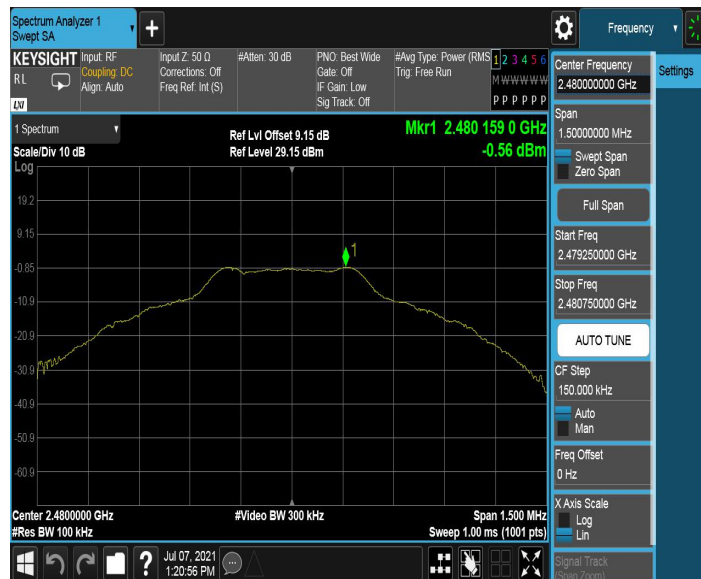 Spectrum Analyzer 1
Swept SA
+
Frequency
KEYSIGHT
RL
LXI
Input: RF
Coupling: DC
Align: Auto
Input Z: 50 Ω
Corrections: Off
Freq Ref: Int (S)
#Atten: 30 dB
PNO: Best Wide
Gate: Off
IF Gain: Low
Sig Track: Off
#Avg Type: Power (RMS
Trig: Free Run
1 2 3 4 5 6
M W W W W W
P P P P P P
1 Spectrum
Scale/Div 10 dB
Log
Ref Lvl Offset 9.15 dB
Ref Level 29.15 dBm
Mkr1 2.480 159 0 GHz
-0.56 dBm
19.2
9.15
-0.85
-10.9
-20.9
-30.9
-40.9
-50.9
-60.9
1
Center 2.4800000 GHz
#Res BW 100 kHz
#Video BW 300 kHz
Span 1.500 MHz
Sweep 1.00 ms (1001 pts)
Center Frequency
2.480000000 GHz
Span
1.50000000 MHz
Swept Span
Zero Span
Full Span
Start Freq
2.479250000 GHz
Stop Freq
2.480750000 GHz
AUTO TUNE
CF Step
150.000 kHz
Auto
Man
Freq Offset
0 Hz
X Axis Scale
Log
Lin
Signal Track
(Span Zoom)
Settings
?
Jul 07, 2021
1:20:56 PM